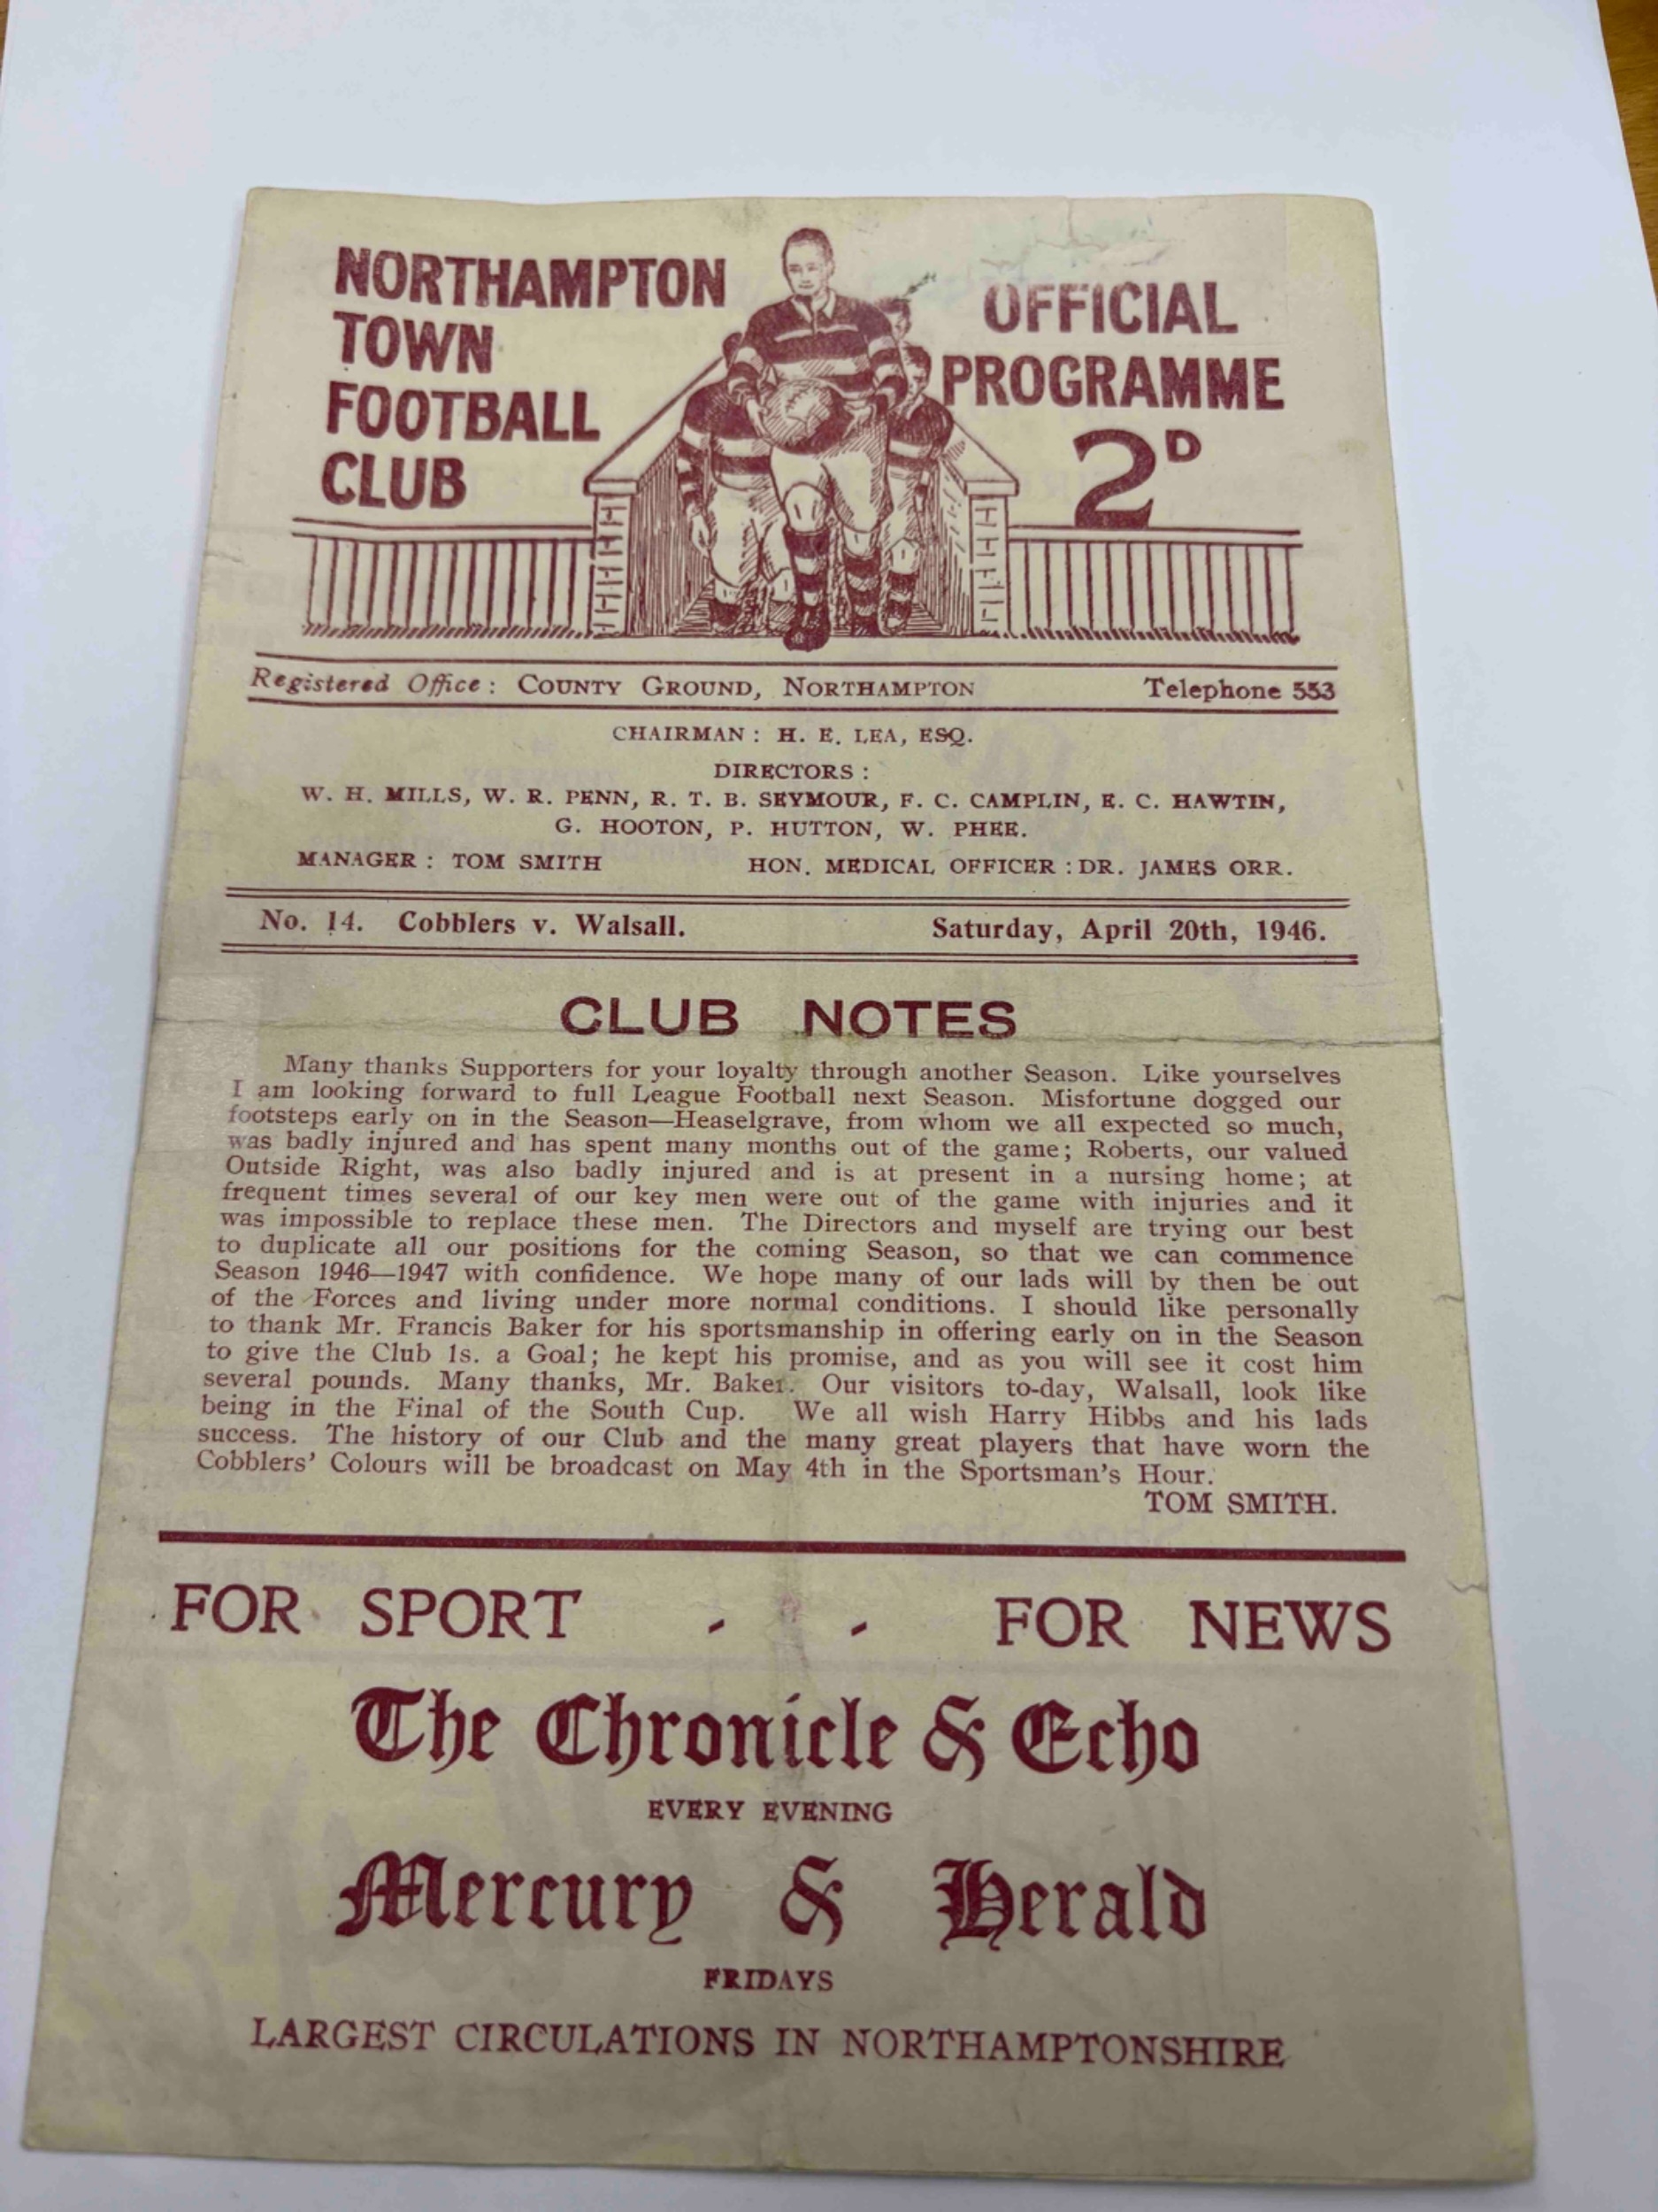 NORTHAMPTON
TOWN
FOOTBALL
CLUB
OFFICIAL
PROGRAMME
2D
Registered Office: COUNTY GROUND, NORTHAMPTON Telephone 553
CHAIRMAN: H. E. LEA, ESQ.
DIRECTORS:
W. H. MILLS, W. R. PENN, R. T. B. SEYMOUR, F. C. CAMPLIN, E. C. HAWTIN,
G. HOOTON, P. HUTTON, W. PHEE.
MANAGER: TOM SMITH HON. MEDICAL OFFICER: DR. JAMES ORR.
No. 14. Cobblers v. Walsall. Saturday, April 20th, 1946.
CLUB NOTES
Many thanks Supporters for your loyalty through another Season. Like yourselves
I am looking forward to full League Football next Season. Misfortune dogged our
footsteps early on in the Season—Heaselgrave, from whom we all expected so much,
was badly injured and has spent many months out of the game; Roberts, our valued
Outside Right, was also badly injured and is at present in a nursing home; at
frequent times several of our key men were out of the game with injuries and it
was impossible to replace these men. The Directors and myself are trying our best
to duplicate all our positions for the coming Season, so that we can commence
Season 1946—1947 with confidence. We hope many of our lads will by then be out
of the Forces and living under more normal conditions. I should like personally
to thank Mr. Francis Baker for his sportsmanship in offering early on in the Season
to give the Club 1s. a Goal; he kept his promise, and as you will see it cost him
several pounds. Many thanks, Mr. Baker. Our visitors to-day, Walsall, look like
being in the Final of the South Cup. We all wish Harry Hibbs and his lads
success. The history of our Club and the many great players that have worn the
Cobblers' Colours will be broadcast on May 4th in the Sportsman's Hour.
TOM SMITH.
FOR SPORT - - FOR NEWS
The Chronicle & Echo
EVERY EVENING
Mercury & Herald
FRIDAYS
LARGEST CIRCULATIONS IN NORTHAMPTONSHIRE